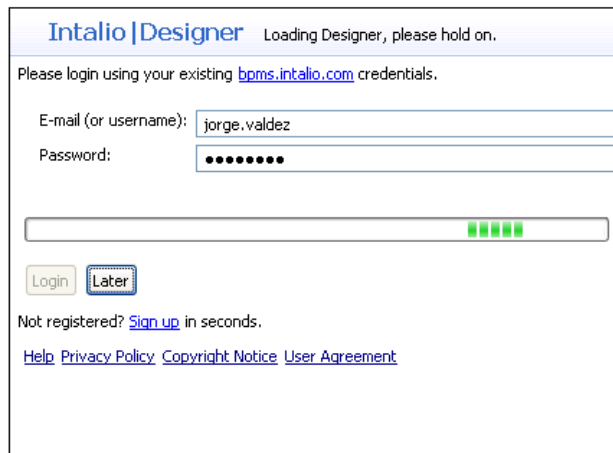 Intalio|Designer Loading Designer, please hold on.
Please login using your existing bpms.intalio.com credentials.
E-mail (or username): jorge.valdez
Password: ●●●●●●●●
Login Later
Not registered? Sign up in seconds.
Help Privacy Policy Copyright Notice User Agreement